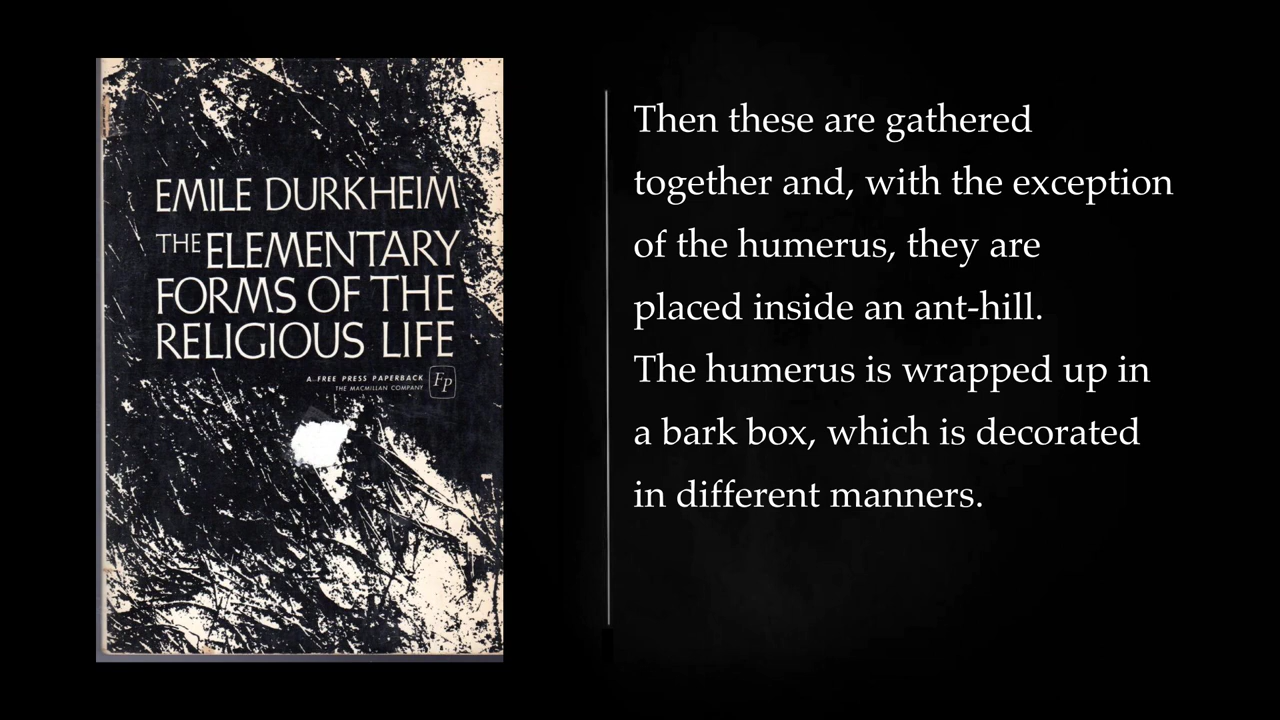 EMILE DURKHEIM
THE ELEMENTARY
FORMS OF THE
RELIGIOUS LIFE
A FREE PRESS PAPERBACK
THE MACMILLAN COMPANY
Fp
Then these are gathered
together and, with the exception
of the humerus, they are
placed inside an ant-hill.
The humerus is wrapped up in
a bark box, which is decorated
in different manners.